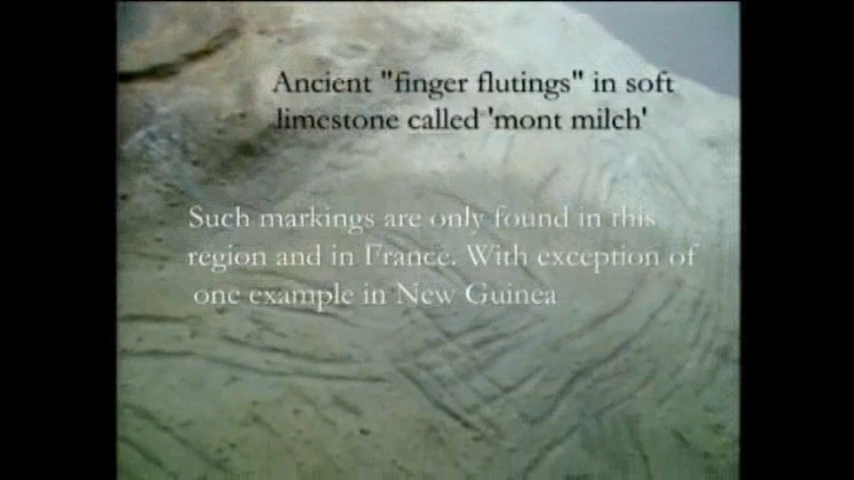 Ancient "finger flutings" in soft
limestone called 'mont milch'
Such markings are only found in this
region and in France. With exception of
one example in New Guinea